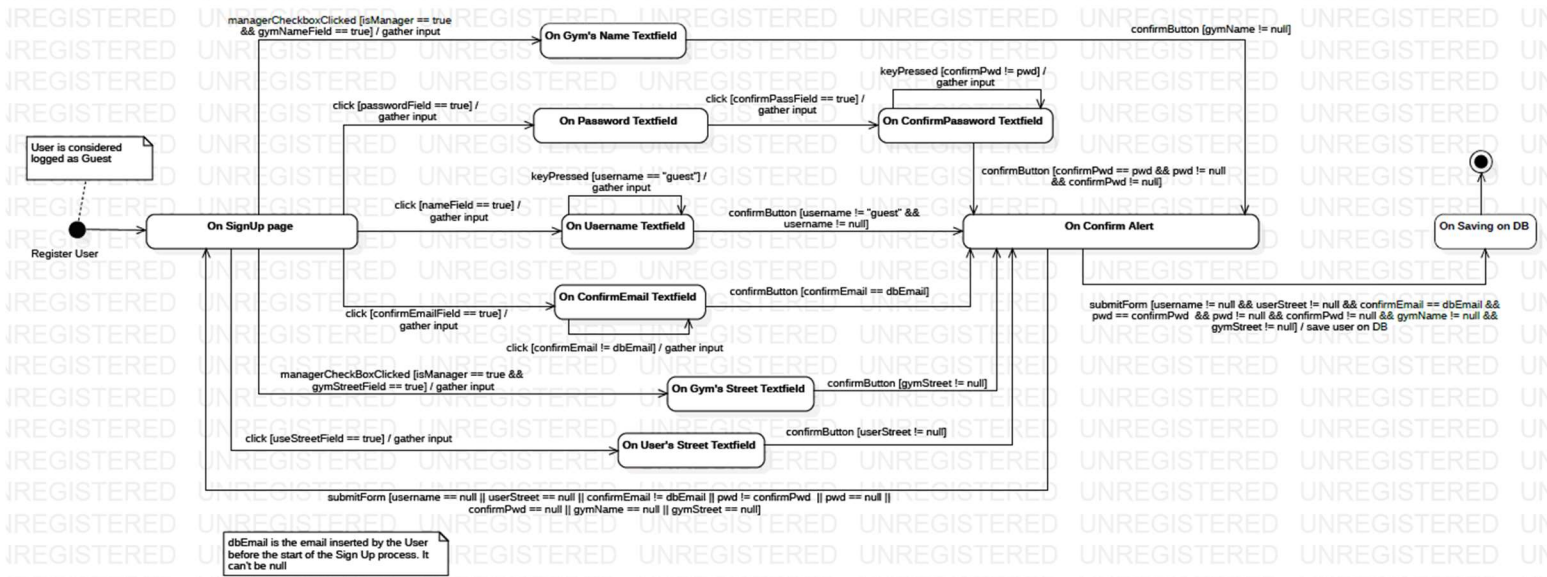 managerCheckboxClicked [isManager == true
&& gymNameField == true] / gather input
On Gym's Name Textfield
confirmButton [gymName != null]
keyPressed [confirmPwd != pwd] /
gather input
click [passwordField == true] /
gather input
On Password Textfield
click [confirmPassField == true] /
gather input
On ConfirmPassword Textfield
User is considered
logged as Guest
confirmButton [confirmPwd == pwd && pwd != null
&& confirmPwd != null]
keyPressed [username == "guest"] /
gather input
click [nameField == true] /
gather input
On SignUp page
On Username Textfield
confirmButton [username != "guest" &&
username != null]
On Confirm Alert
On Saving on DB
Register User
On ConfirmEmail Textfield
confirmButton [confirmEmail == dbEmail]
click [confirmEmailField == true] /
gather input
click [confirmEmail != dbEmail] / gather input
submitForm [username != null && userStreet != null && confirmEmail == dbEmail &&
pwd == confirmPwd && pwd != null && confirmPwd != null && gymName != null &&
gymStreet != null] / save user on DB
managerCheckBoxClicked [isManager == true &&
gymStreetField == true] / gather input
On Gym's Street Textfield
confirmButton [gymStreet != null]
click [useStreetField == true] / gather input
On User's Street Textfield
confirmButton [userStreet != null]
submitForm [username == null || userStreet == null || confirmEmail != dbEmail || pwd != confirmPwd || pwd == null ||
confirmPwd == null || gymName == null || gymStreet == null]
dbEmail is the email inserted by the User
before the start of the Sign Up process. It
can't be null
UNREGISTERED